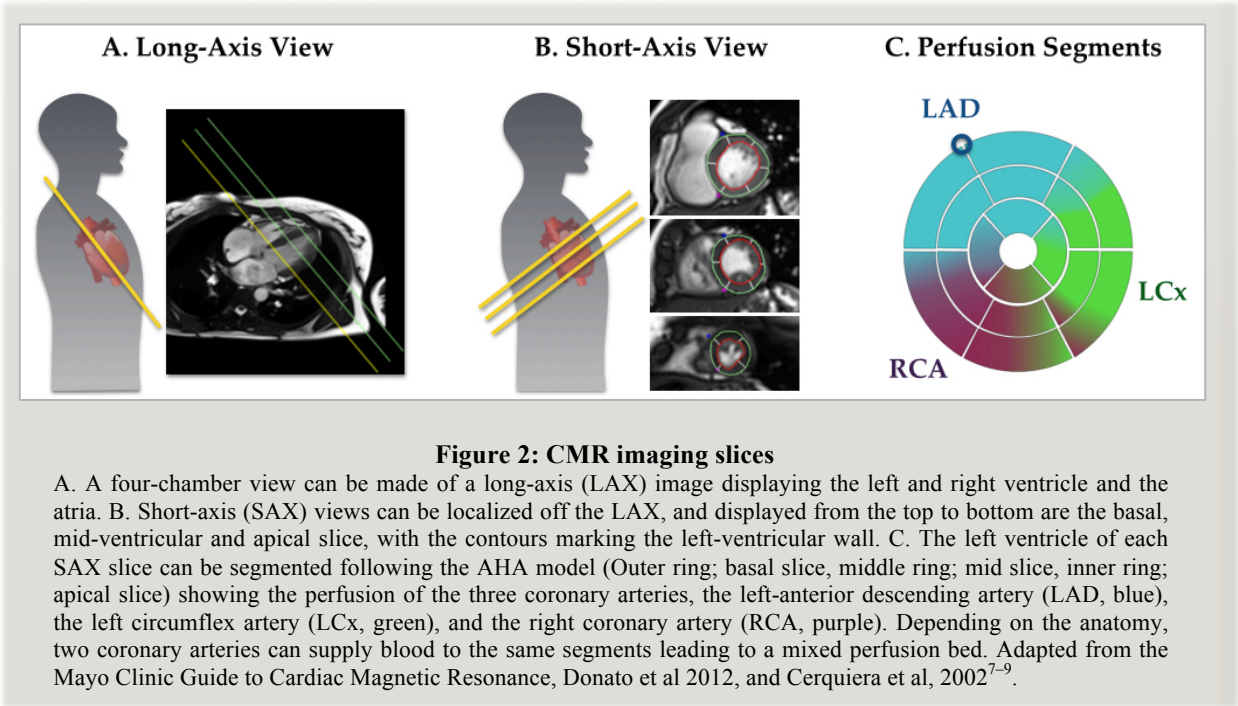 A. Long-Axis View
B. Short-Axis View
C. Perfusion Segments
LAD
LCx
RCA
Figure 2: CMR imaging slices
A. A four-chamber view can be made of a long-axis (LAX) image displaying the left and right ventricle and the
atria. B. Short-axis (SAX) views can be localized off the LAX, and displayed from the top to bottom are the basal,
mid-ventricular and apical slice, with the contours marking the left-ventricular wall. C. The left ventricle of each
SAX slice can be segmented following the AHA model (Outer ring; basal slice, middle ring; mid slice, inner ring;
apical slice) showing the perfusion of the three coronary arteries, the left-anterior descending artery (LAD, blue),
the left circumflex artery (LCx, green), and the right coronary artery (RCA, purple). Depending on the anatomy,
two coronary arteries can supply blood to the same segments leading to a mixed perfusion bed. Adapted from the
Mayo Clinic Guide to Cardiac Magnetic Resonance, Donato et al 2012, and Cerquiera et al, 2002⁷⁻⁹.